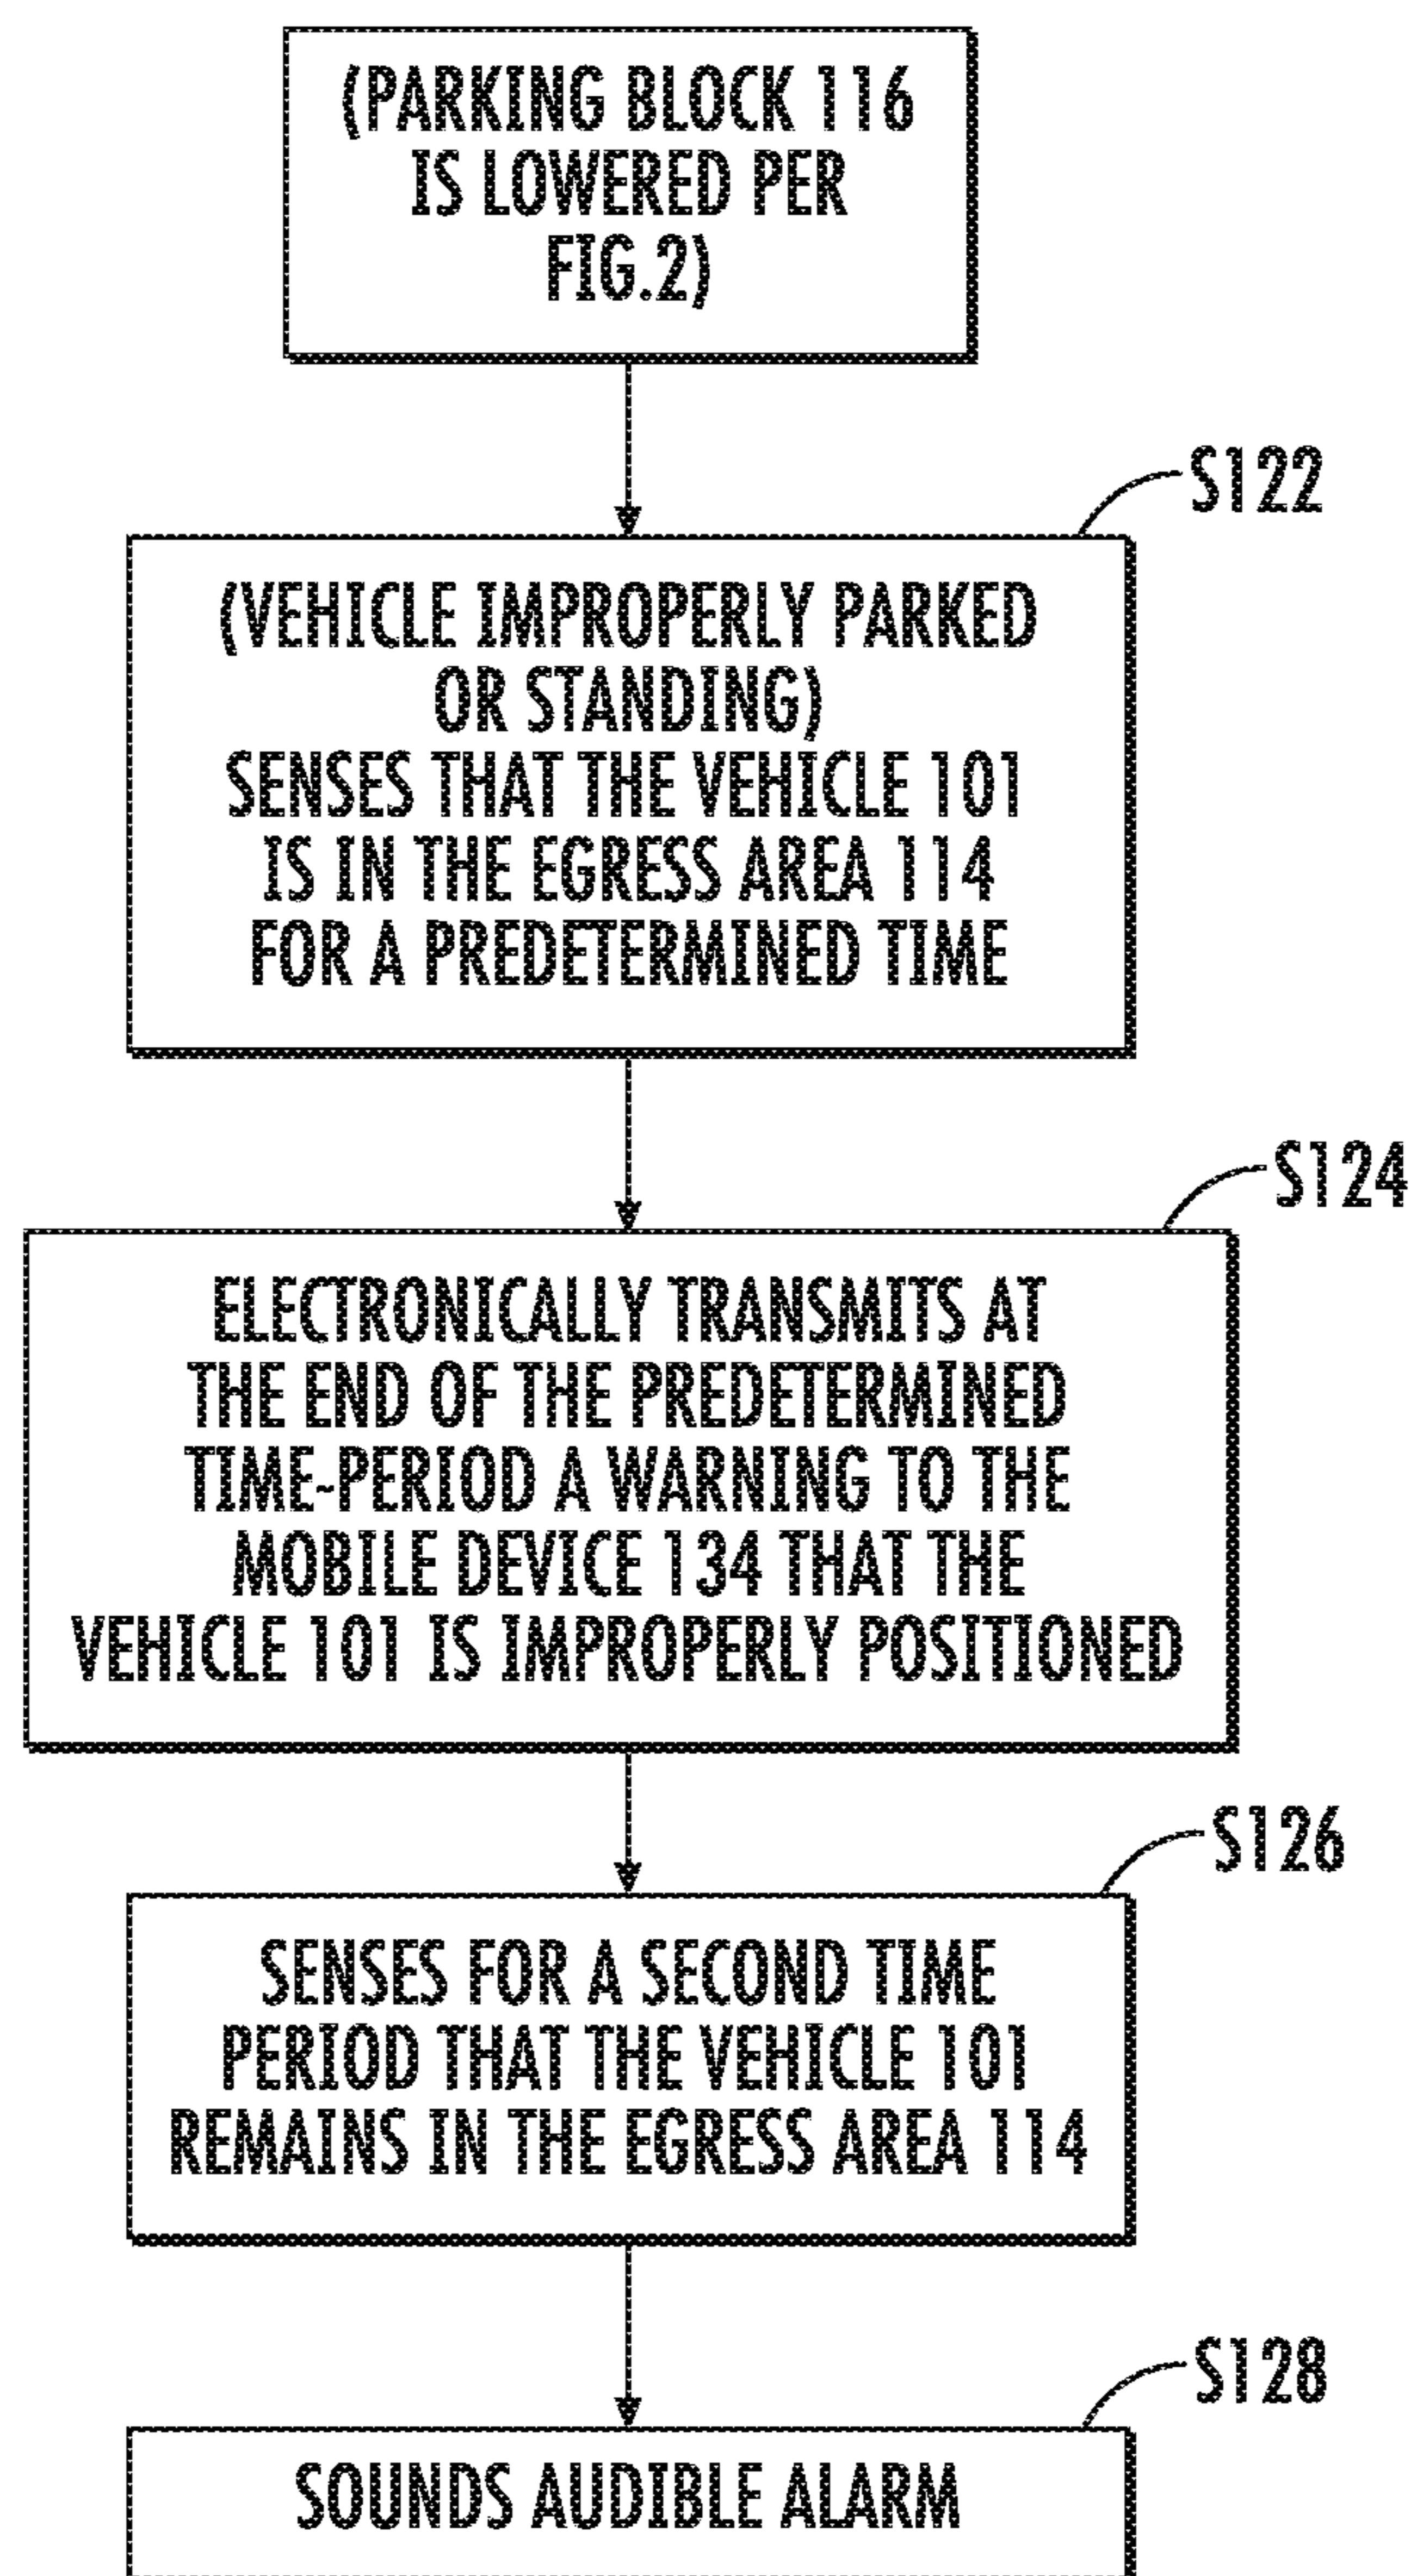 (PARKING BLOCK 116
IS LOWERED PER
FIG.2)
S122
(VEHICLE IMPROPERLY PARKED
OR STANDING)
SENSES THAT THE VEHICLE 101
IS IN THE EGRESS AREA 114
FOR A PREDETERMINED TIME
S124
ELECTRONICALLY TRANSMITS AT
THE END OF THE PREDETERMINED
TIME-PERIOD A WARNING TO THE
MOBILE DEVICE 134 THAT THE
VEHICLE 101 IS IMPROPERLY POSITIONED
S126
SENSES FOR A SECOND TIME
PERIOD THAT THE VEHICLE 101
REMAINS IN THE EGRESS AREA 114
S128
SOUNDS AUDIBLE ALARM